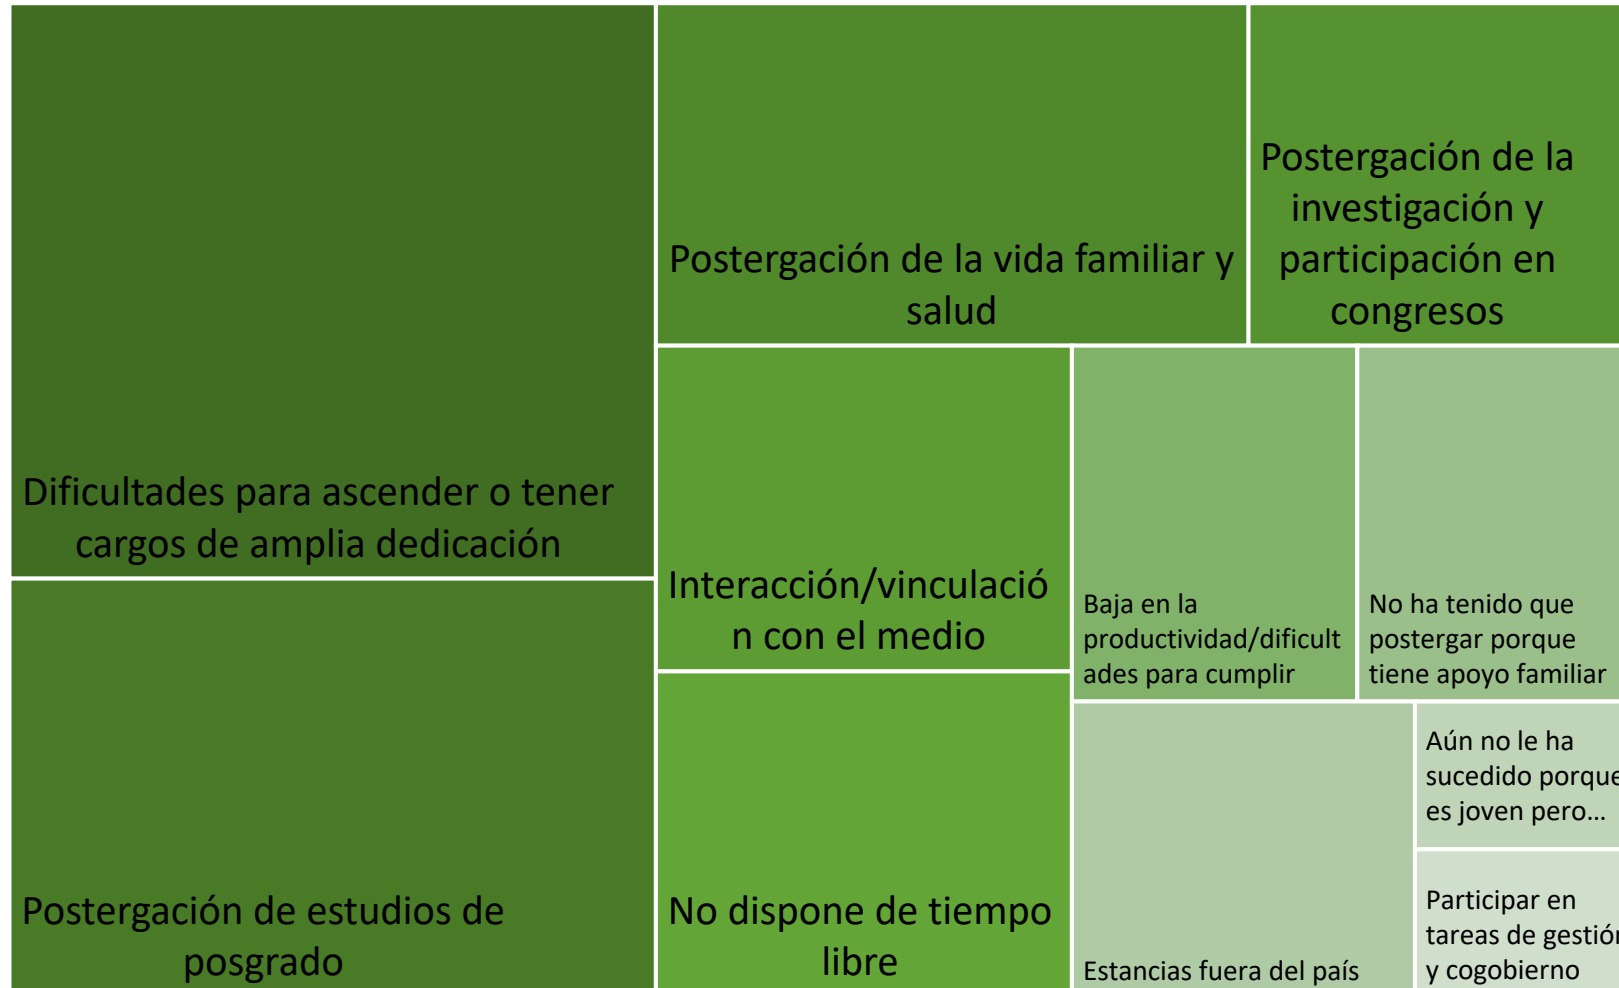 Dificultades para ascender o tener
cargos de amplia dedicación
Postergación de estudios de
posgrado
Postergación de la vida familiar y
salud
Postergación de la
investigación y
participación en
congresos
Interacción/vinculació
n con el medio
No dispone de tiempo
libre
Baja en la
productividad/dificult
ades para cumplir
No ha tenido que
postergar porque
tiene apoyo familiar
Estancias fuera del país
Aún no le ha
sucedido porque
es joven pero…
Participar en
tareas de gestión
y cogobierno